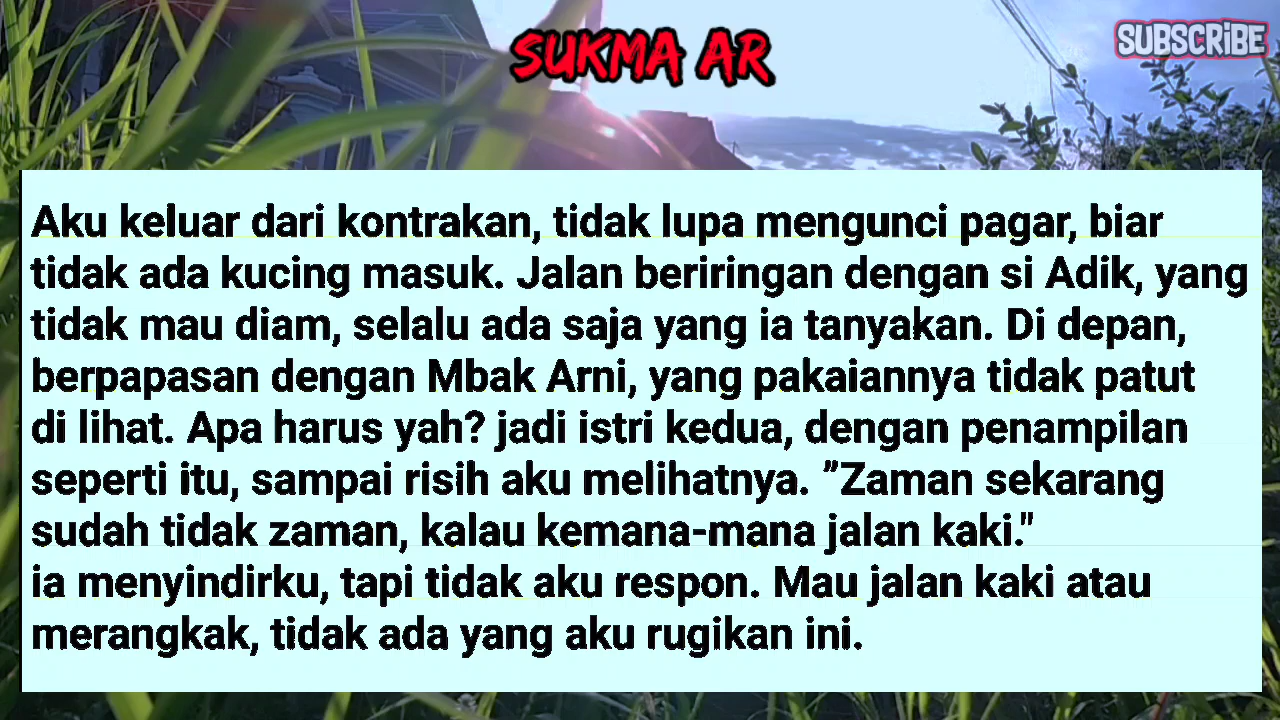 SUKMA AR
SUBSCRiBE
Aku keluar dari kontrakan, tidak lupa mengunci pagar, biar
tidak ada kucing masuk. Jalan beriringan dengan si Adik, yang
tidak mau diam, selalu ada saja yang ia tanyakan. Di depan,
berpapasan dengan Mbak Arni, yang pakaiannya tidak patut
di lihat. Apa harus yah? jadi istri kedua, dengan penampilan
seperti itu, sampai risih aku melihatnya. ”Zaman sekarang
sudah tidak zaman, kalau kemana-mana jalan kaki."
ia menyindirku, tapi tidak aku respon. Mau jalan kaki atau
merangkak, tidak ada yang aku rugikan ini.